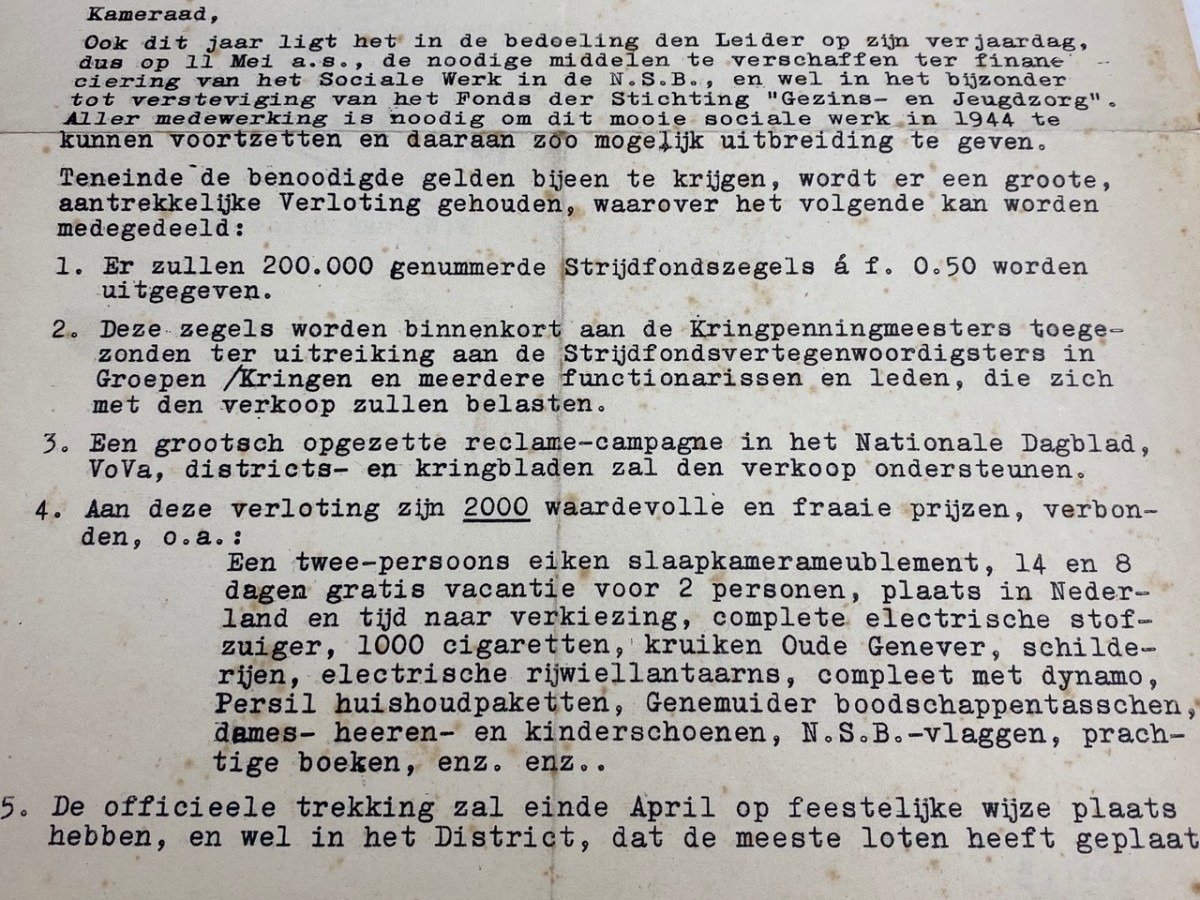 Kameraad,
Ook dit jaar ligt het in de bedoeling den Leider op zijn verjaardag,
dus op 11 Mei a.s., de noodige middelen te verschaffen ter finan-
ciering van het Sociale Werk in de N.S.B., en wel in het bijzonder
tot versteviging van het Fonds der Stichting "Gezins- en Jeugdzorg".
Aller medewerking is noodig om dit mooie sociale werk in 1944 te
kunnen voortzetten en daaraan zoo mogelijk uitbreiding te geven.
Teneinde de benoodigde gelden bijeen te krijgen, wordt er een groote,
aantrekkelijke Verloting gehouden, waarover het volgende kan worden
medegedeeld:
1. Er zullen 200.000 genummerde Strijdfondszegels á f. 0.50 worden
uitgegeven.
2. Deze zegels worden binnenkort aan de Kringpenningmeesters toege-
zonden ter uitreiking aan de Strijdfondsvertegenwoordigsters in
Groepen /Kringen en meerdere functionarissen en leden, die zich
met den verkoop zullen belasten.
3. Een grootsch opgezette reclame-campagne in het Nationale Dagblad,
VoVa, districts- en kringbladen zal den verkoop ondersteunen.
4. Aan deze verloting zijn 2000 waardevolle en fraaie prijzen, verbon-
den, o.a.:
Een twee-persoons eiken slaapkamerameublement, 14 en 8
dagen gratis vacantie voor 2 personen, plaats in Neder-
land en tijd naar verkiezing, complete electrische stof-
zuiger, 1000 cigaretten, kruiken Oude Genever, schilde-
rijen, electrische rijwiellantaarns, compleet met dynamo,
Persil huishoudpaketten, Genemuider boodschappentasschen,
dames- heeren- en kinderschoenen, N.S.B.-vlaggen, prach-
tige boeken, enz. enz..
5. De officieele trekking zal einde April op feestelijke wijze plaats
hebben, en wel in het District, dat de meeste loten heeft geplaat